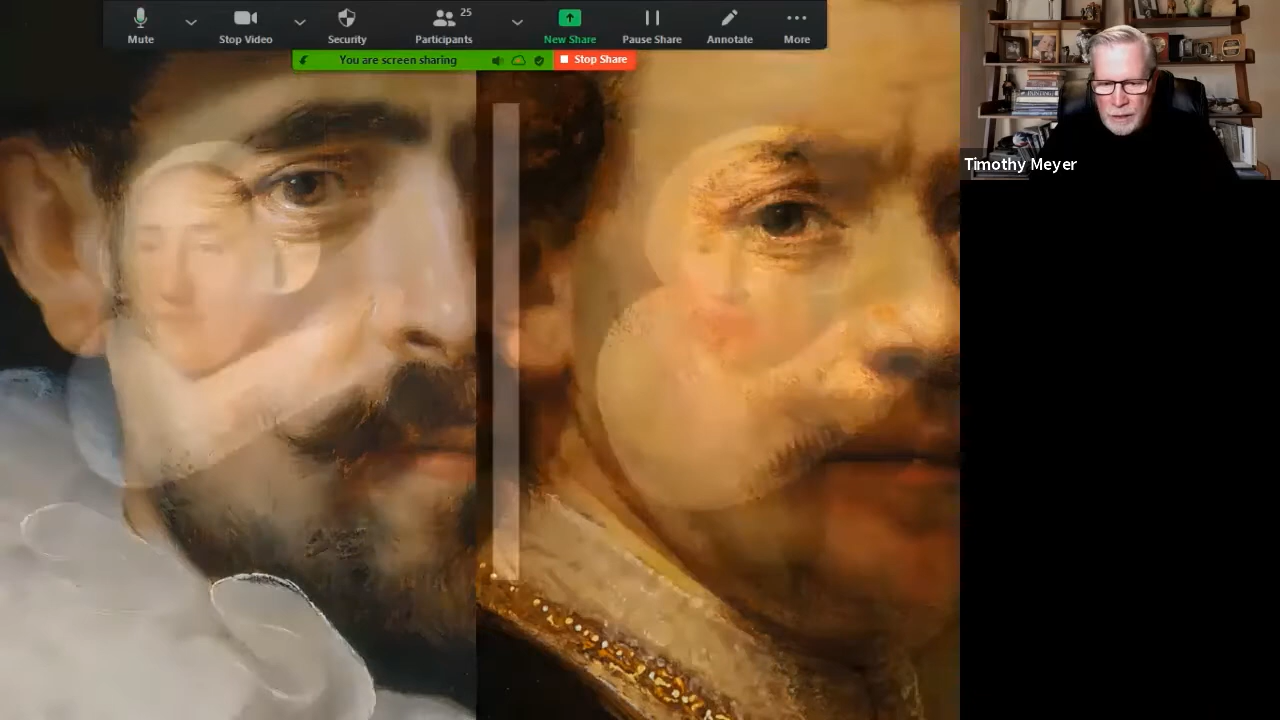 25
Mute
Stop Video
Security
Participants
New Share
Pause Share
Annotate
More
You are screen sharing
Stop Share
Timothy Meyer